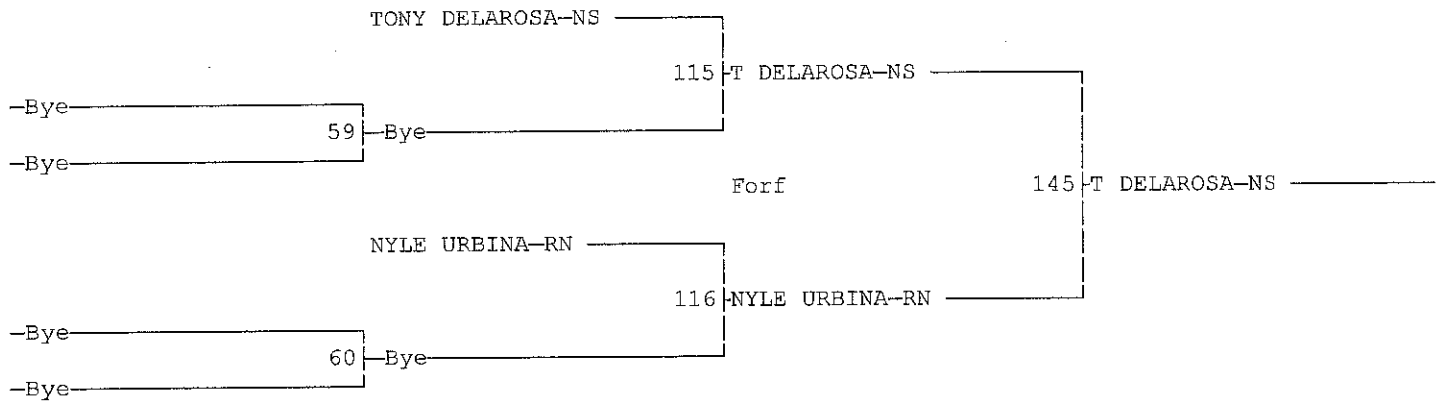 TONY DELAROSA-NS
115 T DELAROSA-NS
-Bye
59 -Bye
-Bye
Forf 145 T DELAROSA-NS
NYLE URBINA-RN
116 NYLE URBINA-RN
-Bye
60 -Bye
-Bye